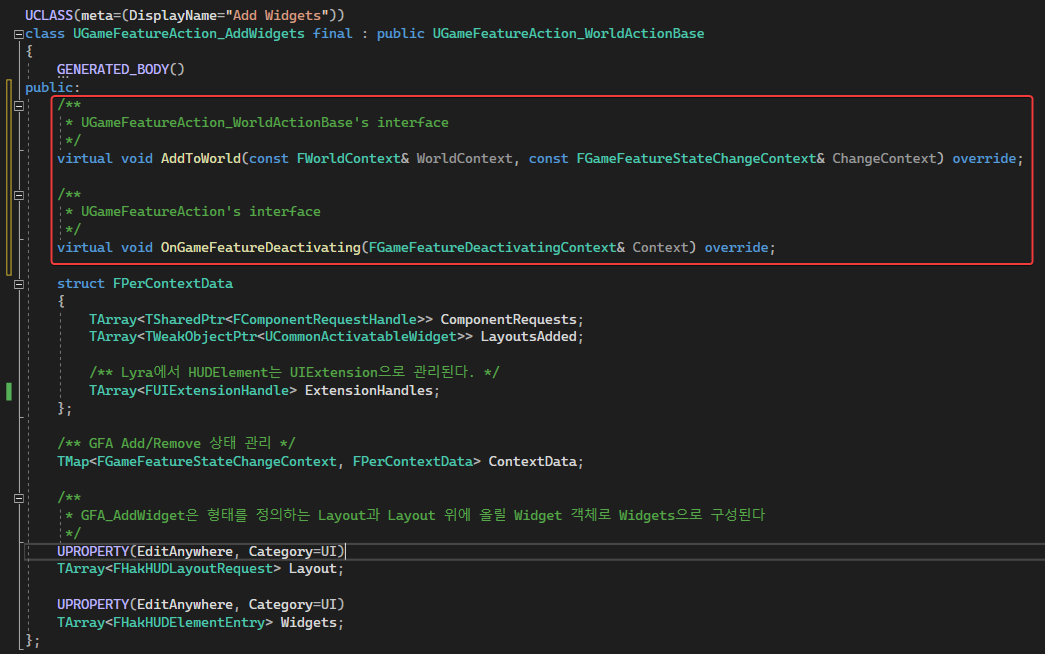 UCLASS(meta=(DisplayName="Add Widgets"))
class UGameFeatureAction_AddWidgets final : public UGameFeatureAction_WorldActionBase
{
GENERATED_BODY()
public:
/**
* UGameFeatureAction_WorldActionBase's interface
*/
virtual void AddToWorld(const FWorldContext& WorldContext, const FGameFeatureStateChangeContext& ChangeContext) override;
/**
* UGameFeatureAction's interface
*/
virtual void OnGameFeatureDeactivating(FGameFeatureDeactivatingContext& Context) override;
struct FPerContextData
{
TArray<TSharedPtr<FComponentRequestHandle>> ComponentRequests;
TArray<TWeakObjectPtr<UCommonActivatableWidget>> LayoutsAdded;
/** Lyra에서 HUDElement는 UIExtension으로 관리된다. */
TArray<FUIExtensionHandle> ExtensionHandles;
};
/** GFA Add/Remove 상태 관리 */
TMap<FGameFeatureStateChangeContext, FPerContextData> ContextData;
/**
* GFA_AddWidget은 형태를 정의하는 Layout과 Layout 위에 올릴 Widget 객체로 Widgets으로 구성된다
*/
UPROPERTY(EditAnywhere, Category=UI)
TArray<FHakHUDLayoutRequest> Layout;
UPROPERTY(EditAnywhere, Category=UI)
TArray<FHakHUDElementEntry> Widgets;
};